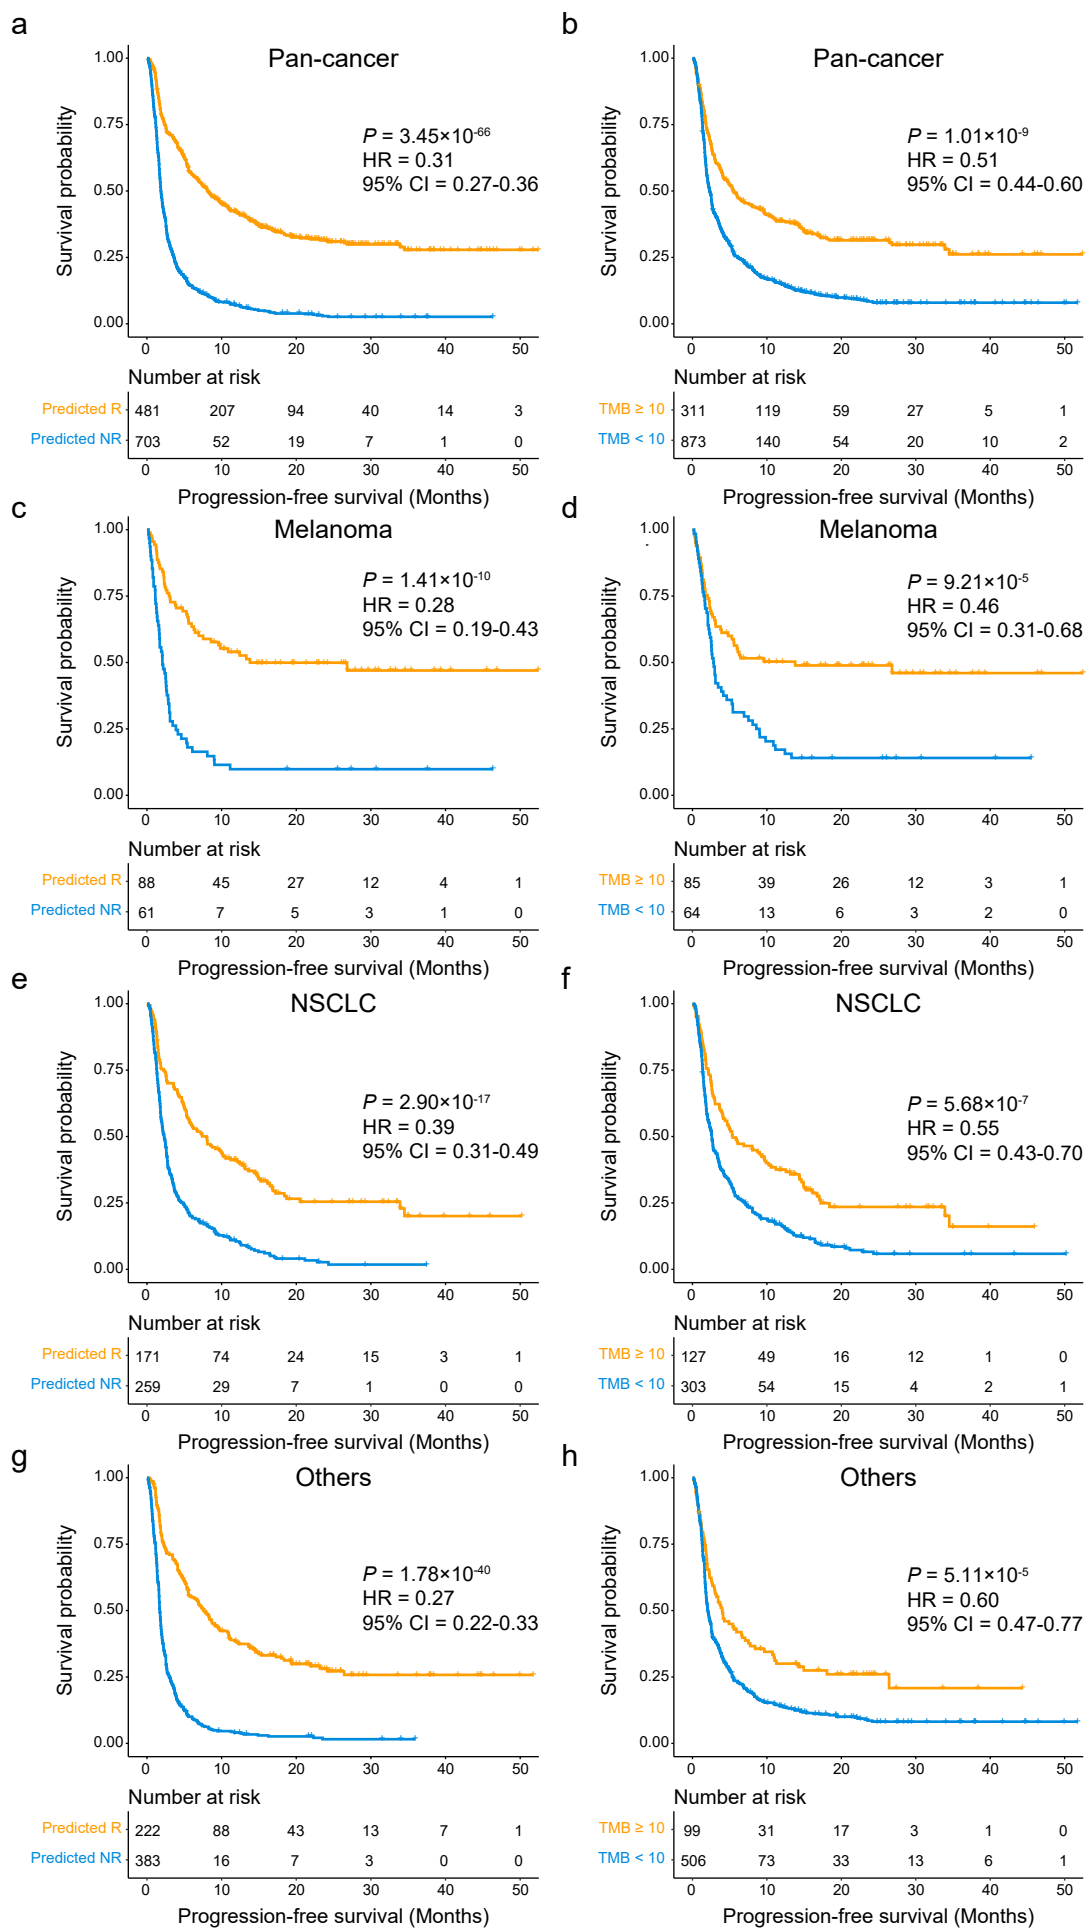 a
Pan-cancer
Survival probability
1.00
0.75
0.50
0.25
0.00
P = 3.45×10-66
HR = 0.31
95% CI = 0.27-0.36
0 10 20 30 40 50
Number at risk
Predicted R 481 207 94 40 14 3
Predicted NR 703 52 19 7 1 0
0 10 20 30 40 50
Progression-free survival (Months)
b
Pan-cancer
Survival probability
1.00
0.75
0.50
0.25
0.00
P = 1.01×10-9
HR = 0.51
95% CI = 0.44-0.60
0 10 20 30 40 50
Number at risk
TMB ≥ 10 311 119 59 27 5 1
TMB < 10 873 140 54 20 10 2
0 10 20 30 40 50
Progression-free survival (Months)
c
Melanoma
Survival probability
1.00
0.75
0.50
0.25
0.00
P = 1.41×10-10
HR = 0.28
95% CI = 0.19-0.43
0 10 20 30 40 50
Number at risk
Predicted R 88 45 27 12 4 1
Predicted NR 61 7 5 3 1 0
0 10 20 30 40 50
Progression-free survival (Months)
d
Melanoma
Survival probability
1.00
0.75
0.50
0.25
0.00
P = 9.21×10-5
HR = 0.46
95% CI = 0.31-0.68
0 10 20 30 40 50
Number at risk
TMB ≥ 10 85 39 26 12 3 1
TMB < 10 64 13 6 3 2 0
0 10 20 30 40 50
Progression-free survival (Months)
e
NSCLC
Survival probability
1.00
0.75
0.50
0.25
0.00
P = 2.90×10-17
HR = 0.39
95% CI = 0.31-0.49
0 10 20 30 40 50
Number at risk
Predicted R 171 74 24 15 3 1
Predicted NR 259 29 7 1 0 0
0 10 20 30 40 50
Progression-free survival (Months)
f
NSCLC
Survival probability
1.00
0.75
0.50
0.25
0.00
P = 5.68×10-7
HR = 0.55
95% CI = 0.43-0.70
0 10 20 30 40 50
Number at risk
TMB ≥ 10 127 49 16 12 1 0
TMB < 10 303 54 15 4 2 1
0 10 20 30 40 50
Progression-free survival (Months)
g
Others
Survival probability
1.00
0.75
0.50
0.25
0.00
P = 1.78×10-40
HR = 0.27
95% CI = 0.22-0.33
0 10 20 30 40 50
Number at risk
Predicted R 222 88 43 13 7 1
Predicted NR 383 16 7 3 0 0
0 10 20 30 40 50
Progression-free survival (Months)
h
Others
Survival probability
1.00
0.75
0.50
0.25
0.00
P = 5.11×10-5
HR = 0.60
95% CI = 0.47-0.77
0 10 20 30 40 50
Number at risk
TMB ≥ 10 99 31 17 3 1 0
TMB < 10 506 73 33 13 6 1
0 10 20 30 40 50
Progression-free survival (Months)